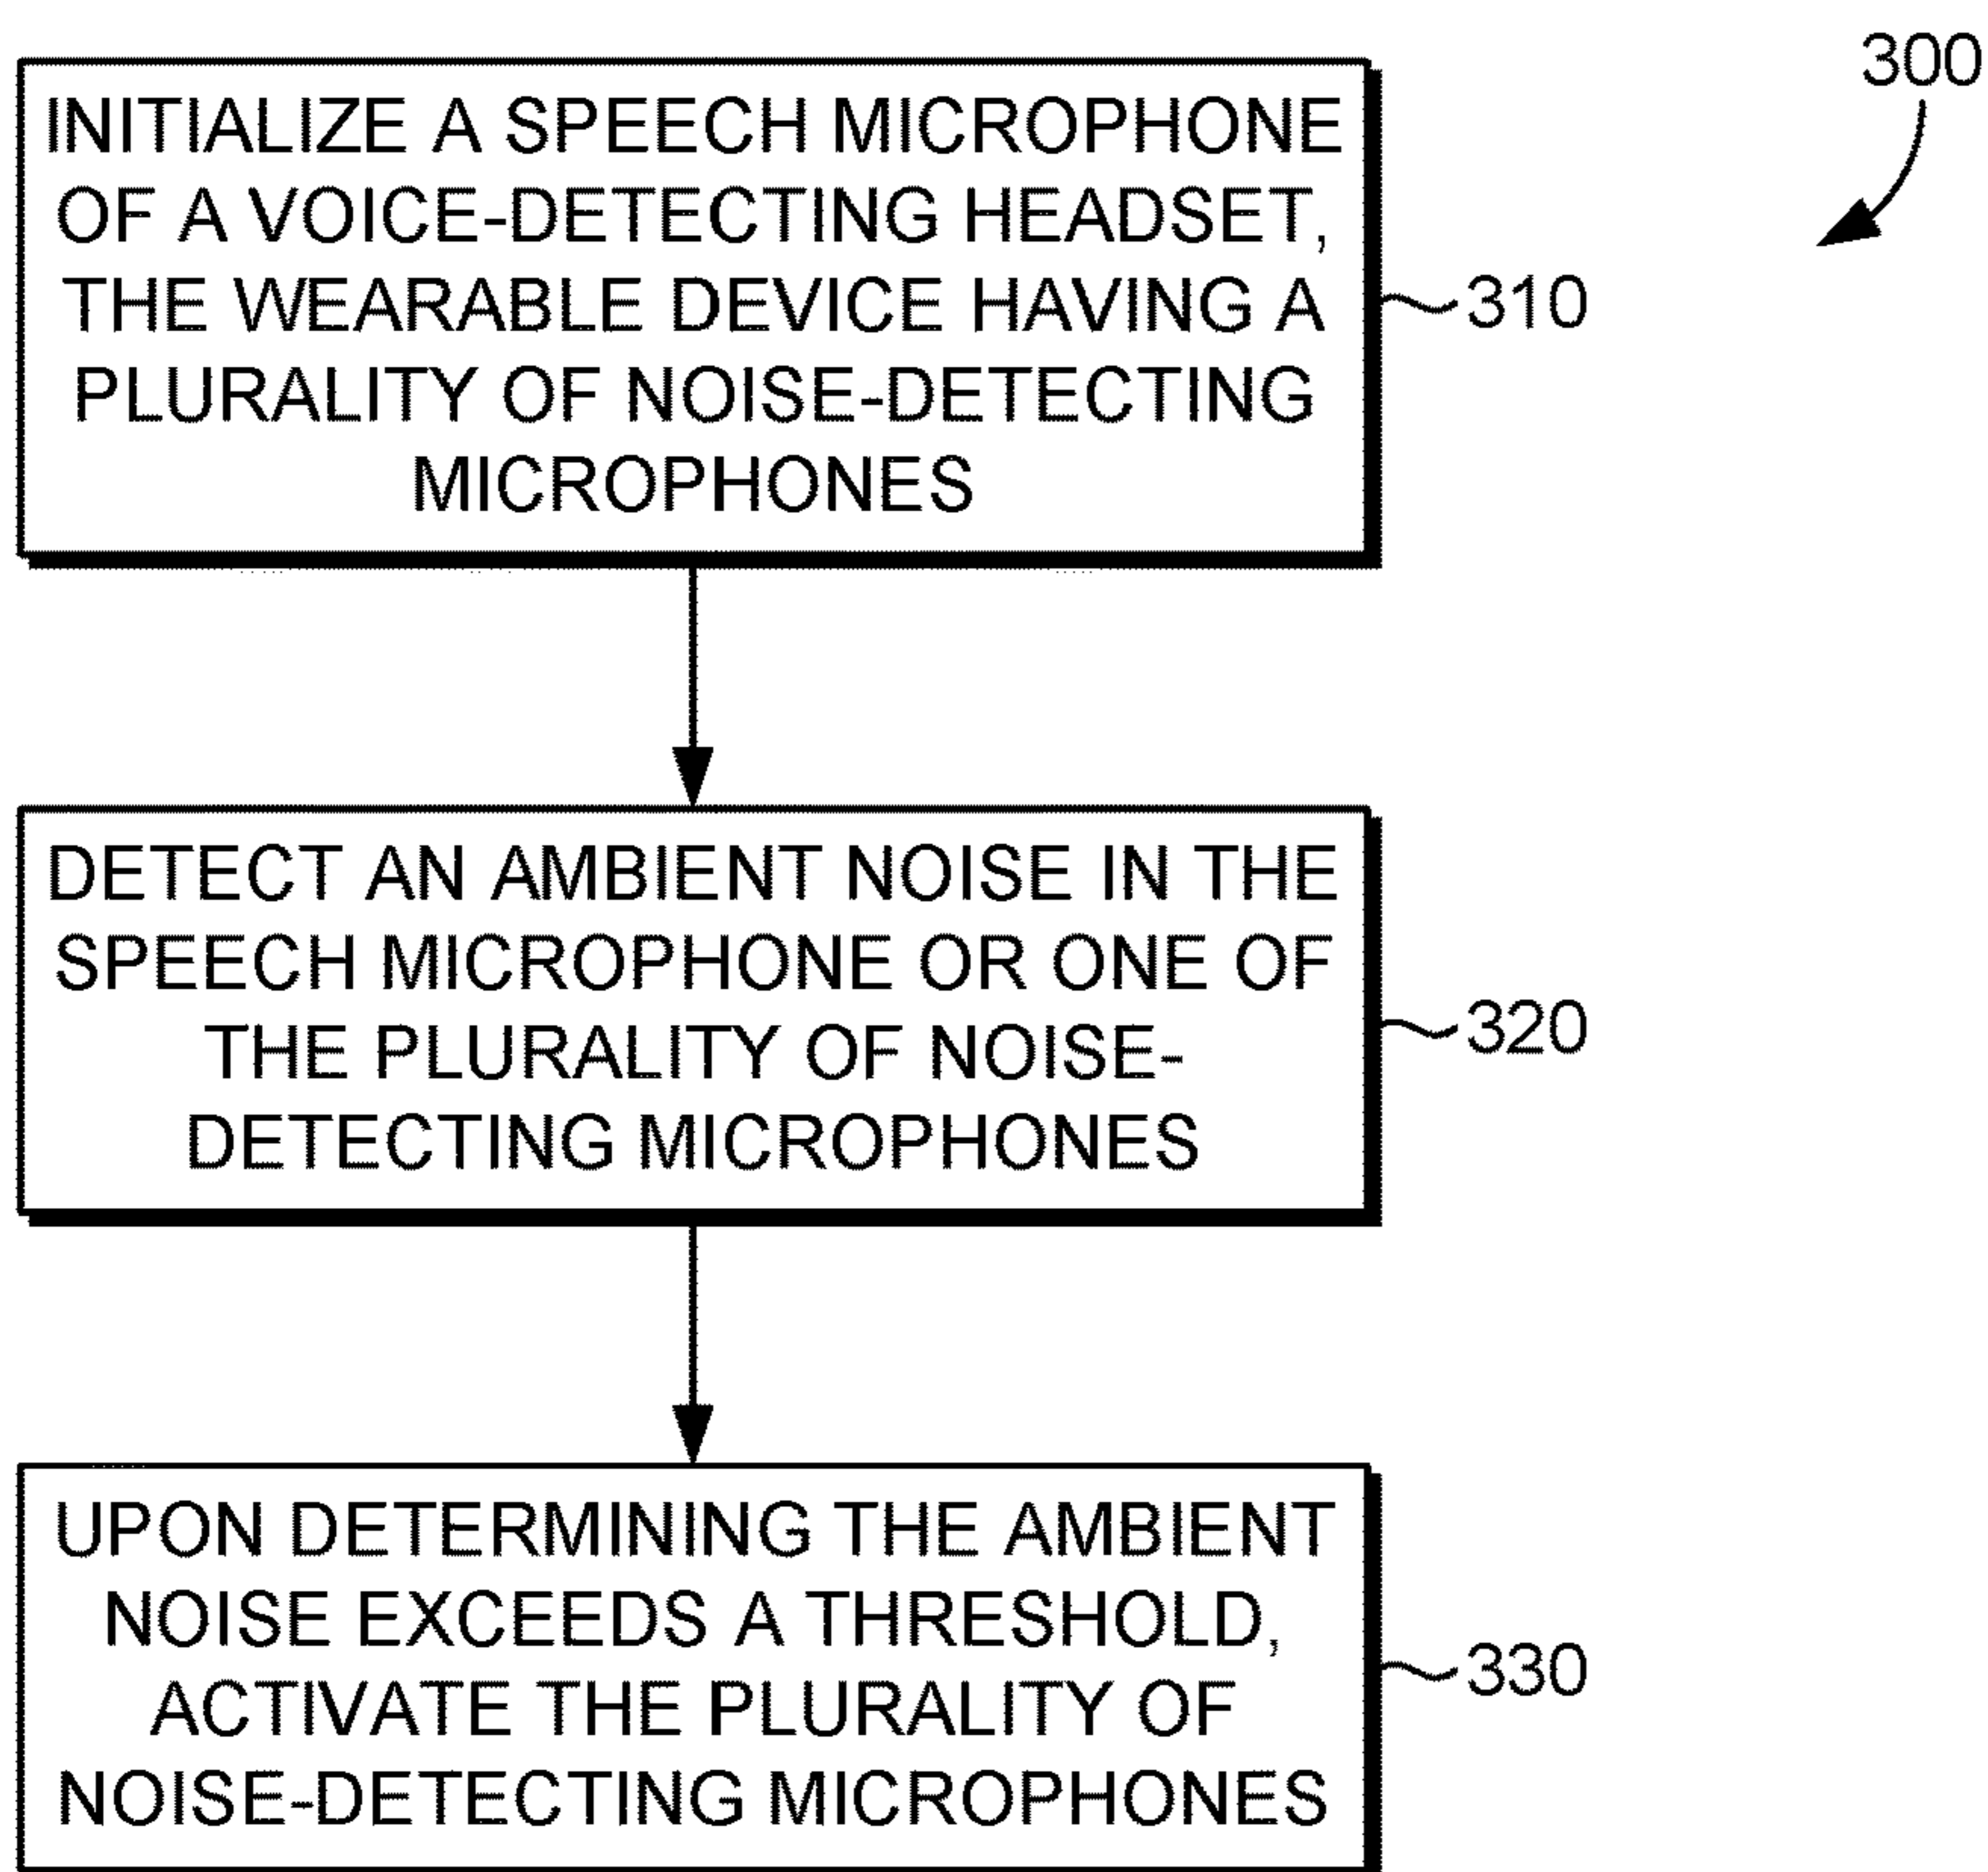 300
INITIALIZE A SPEECH MICROPHONE
OF A VOICE-DETECTING HEADSET,
THE WEARABLE DEVICE HAVING A
PLURALITY OF NOISE-DETECTING
MICROPHONES
310
DETECT AN AMBIENT NOISE IN THE
SPEECH MICROPHONE OR ONE OF
THE PLURALITY OF NOISE-
DETECTING MICROPHONES
320
UPON DETERMINING THE AMBIENT
NOISE EXCEEDS A THRESHOLD,
ACTIVATE THE PLURALITY OF
NOISE-DETECTING MICROPHONES
330